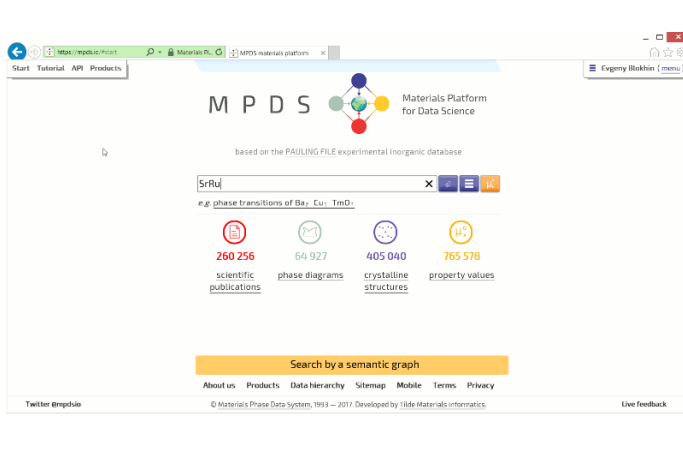 https://mpds.io/#start
Materials Pl...
MPDS materials platform
Start Tutorial API Products
Evgeny Blokhin ( menu )
M P D S
Materials Platform
for Data Science
based on the PAULING FILE experimental inorganic database
SrRu
e.g. phase transitions of Ba? Cu? TmO?
260 256
64 927
405 040
765 578
scientific
publications
phase diagrams
crystalline
structures
property values
Search by a semantic graph
About us Products Data hierarchy Sitemap Mobile Terms Privacy
Twitter @mpdsio
© Materials Phase Data System, 1993 — 2017. Developed by Tilde Materials Informatics.
Live feedback